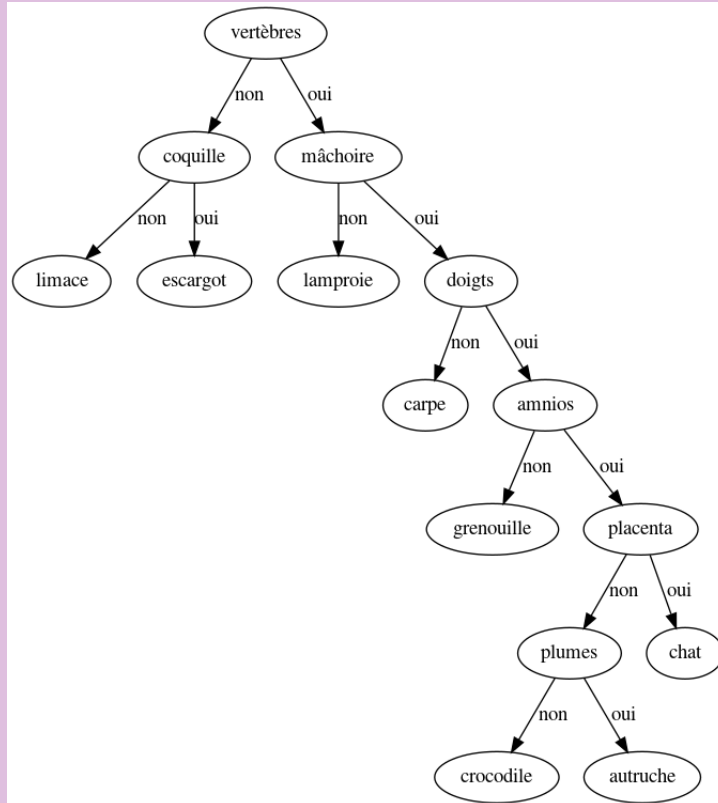 vertèbres
non oui
coquille mâchoire
non oui non oui
limace escargot lamproie doigts
non oui
carpe amnios
non oui
grenouille placenta
non oui
plumes chat
non oui
crocodile autruche